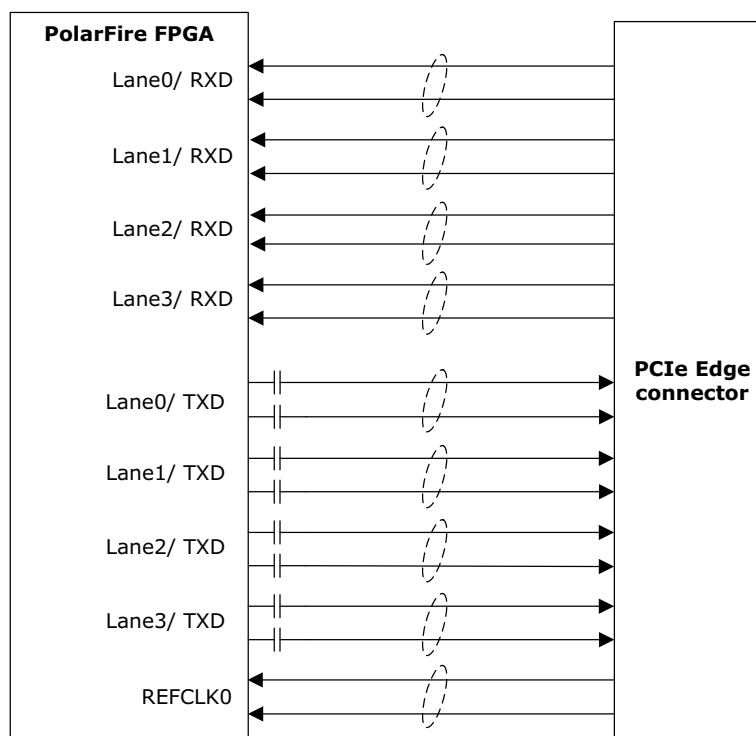 PolarFire FPGA
Lane0/ RXD
Lane1/ RXD
Lane2/ RXD
Lane3/ RXD
PCIe Edge
connector
Lane0/ TXD
Lane1/ TXD
Lane2/ TXD
Lane3/ TXD
REFCLK0